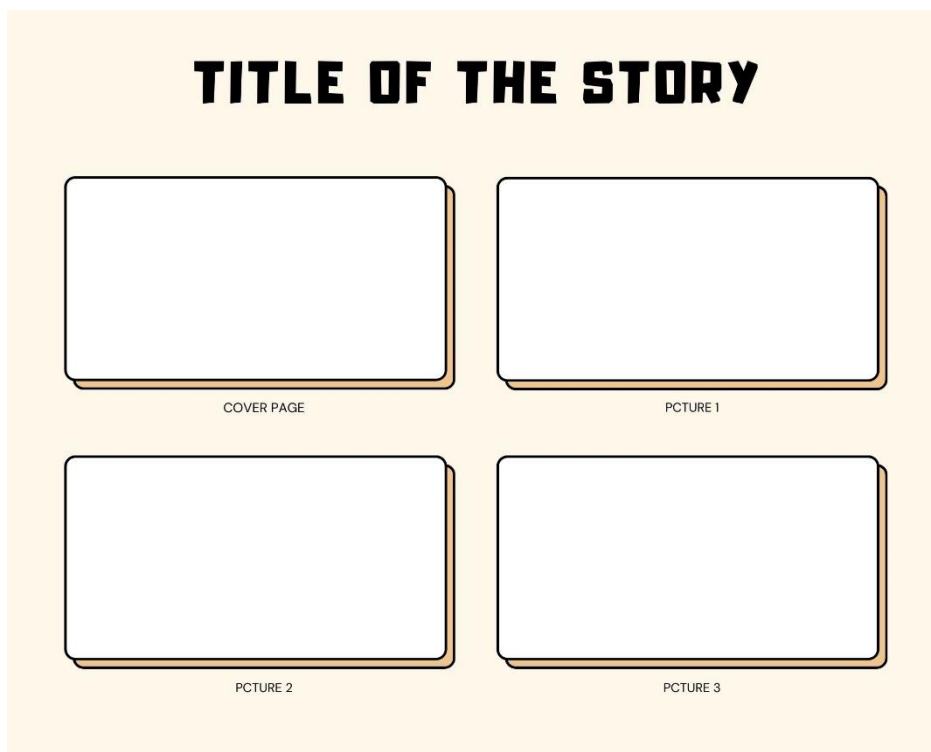 TITLE OF THE STORY
COVER PAGE
PCTURE 1
PCTURE 2
PCTURE 3